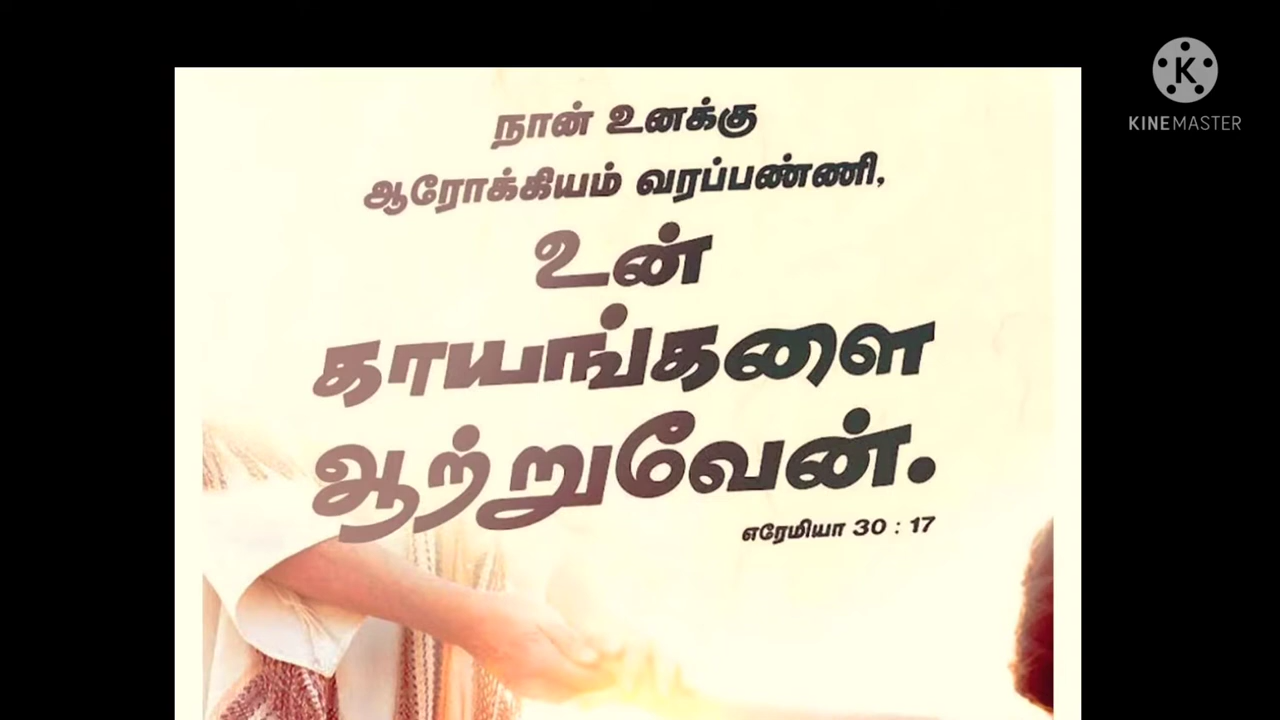 நான் உனக்கு
ஆரோக்கியம் வரப்பண்ணி,
உன்
காயங்களை
ஆற்றுவேன்.
எரேமியா 30 : 17
KINEMASTER